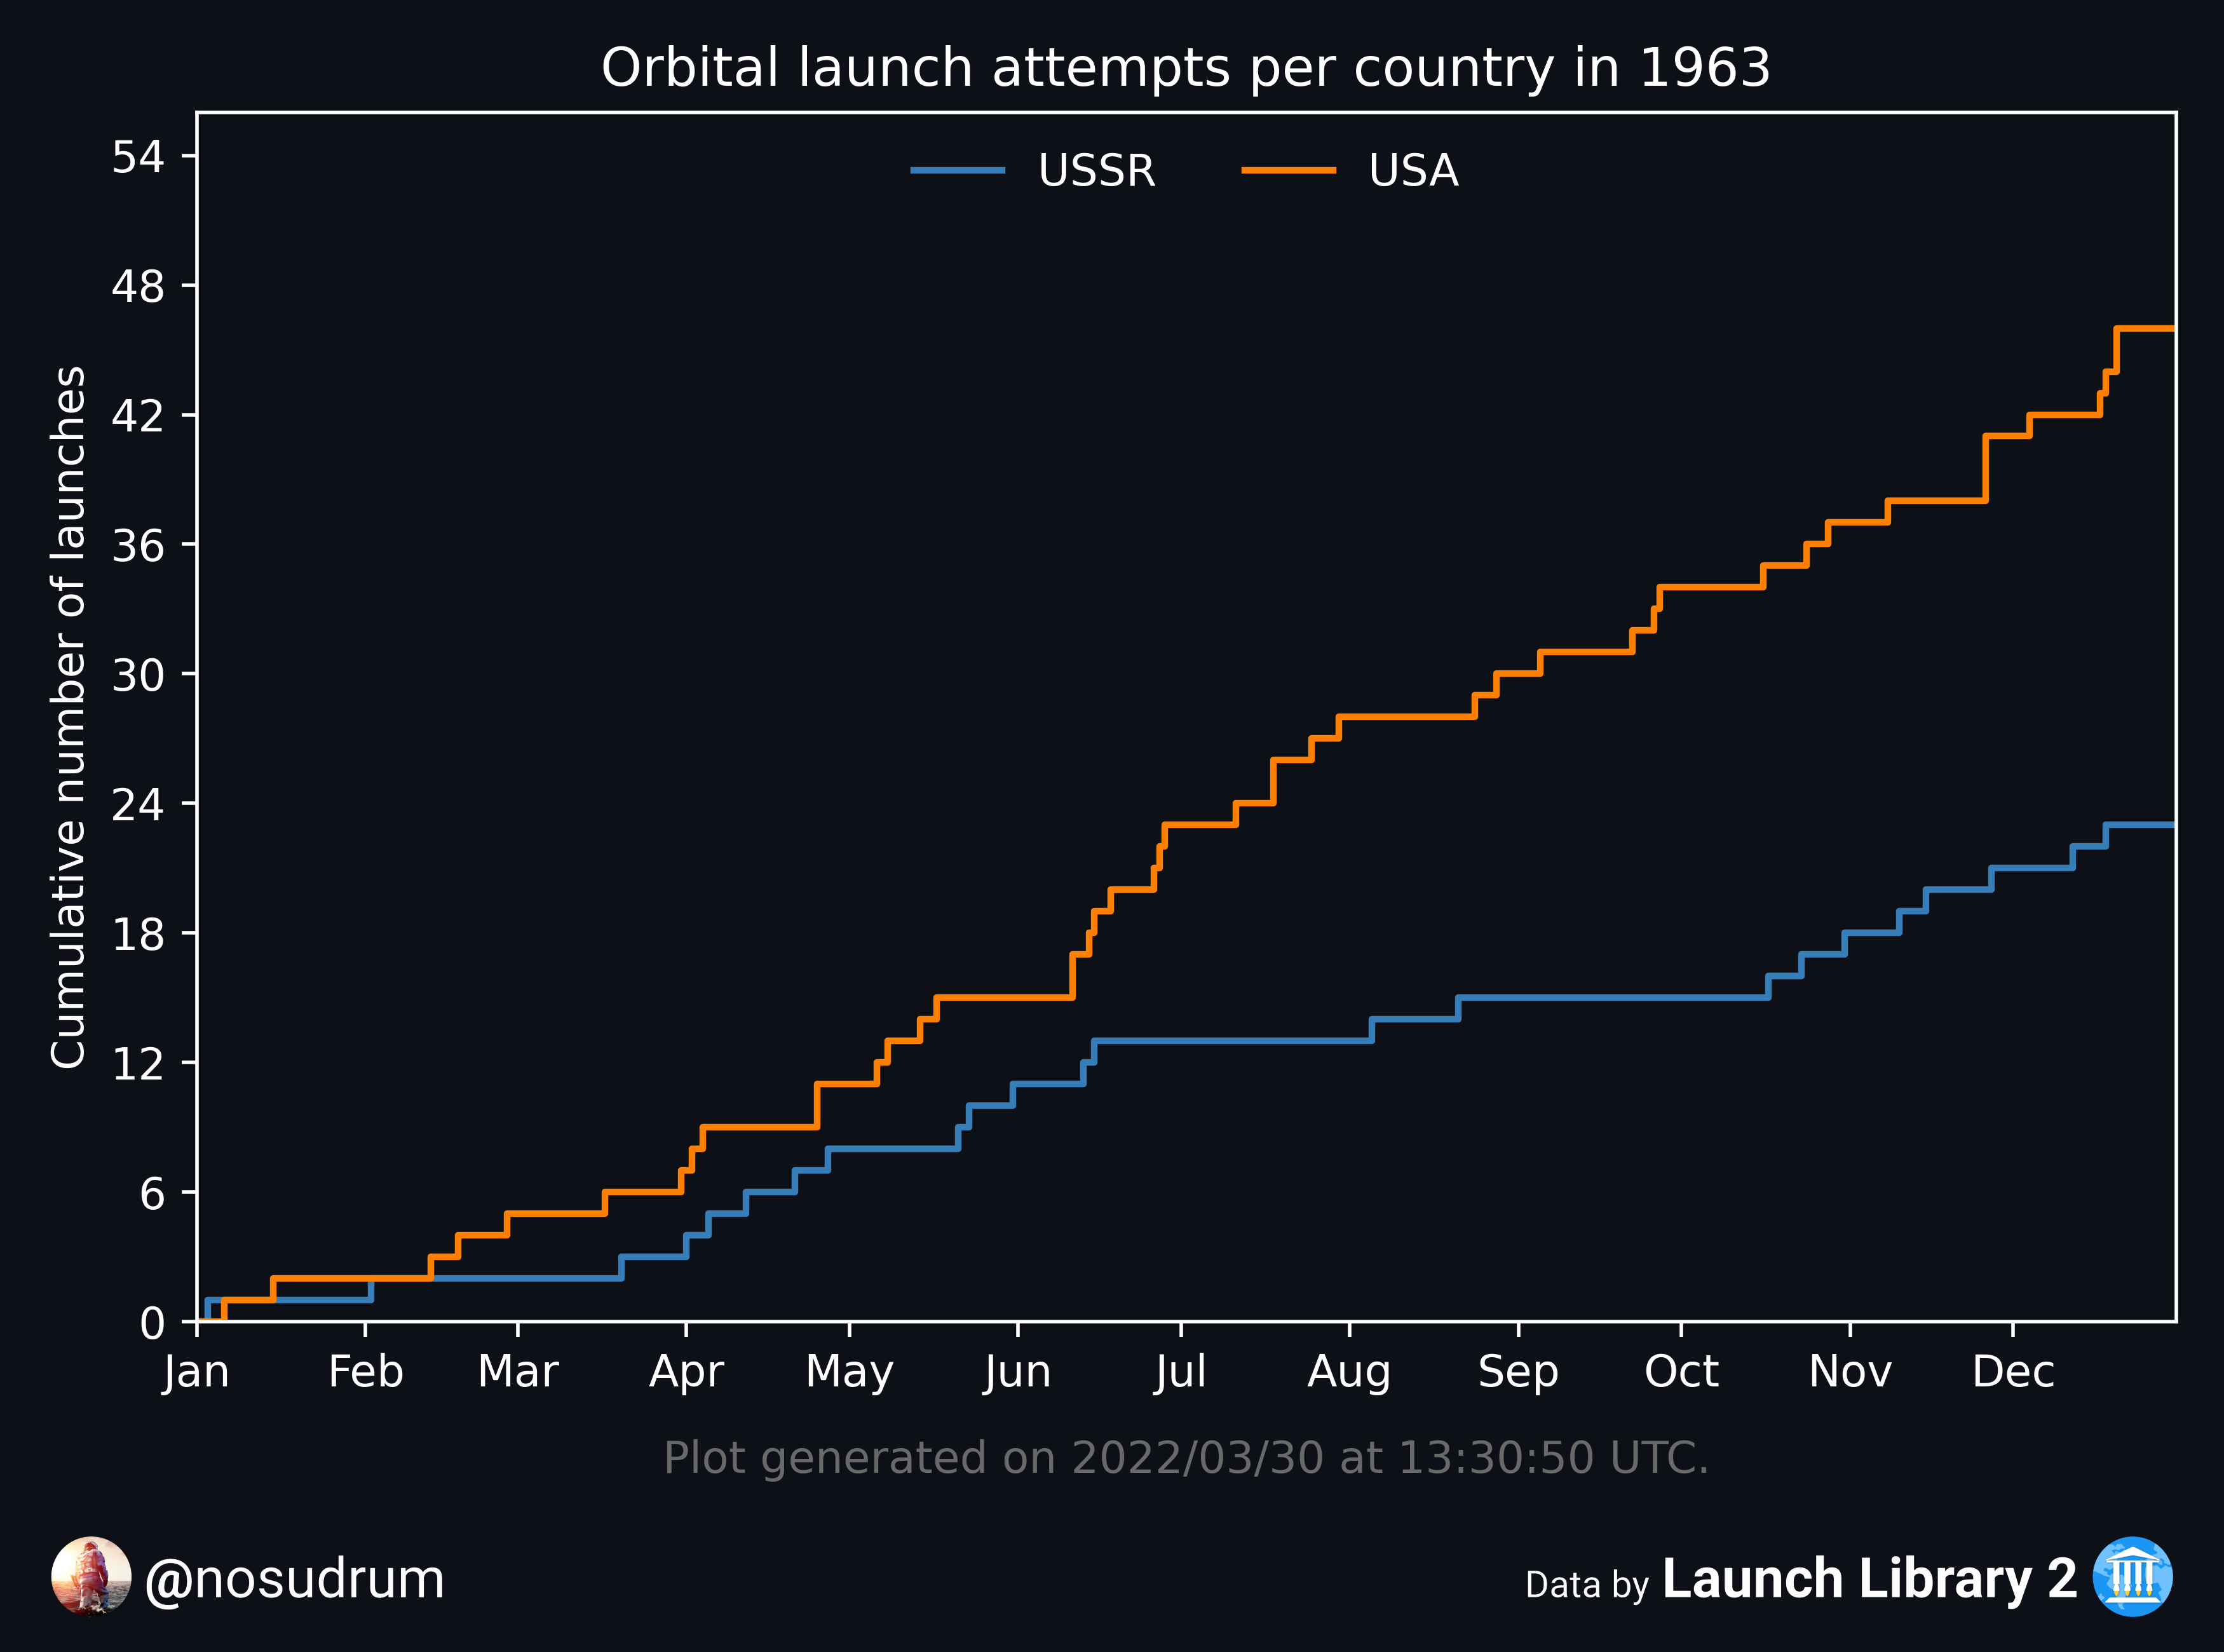 Orbital launch attempts per country in 1963
USSR USA
Cumulative number of launches
54
48
42
36
30
24
18
12
6
0
Jan Feb Mar Apr May Jun Jul Aug Sep Oct Nov Dec
Plot generated on 2022/03/30 at 13:30:50 UTC.
@nosudrum
Data by Launch Library 2